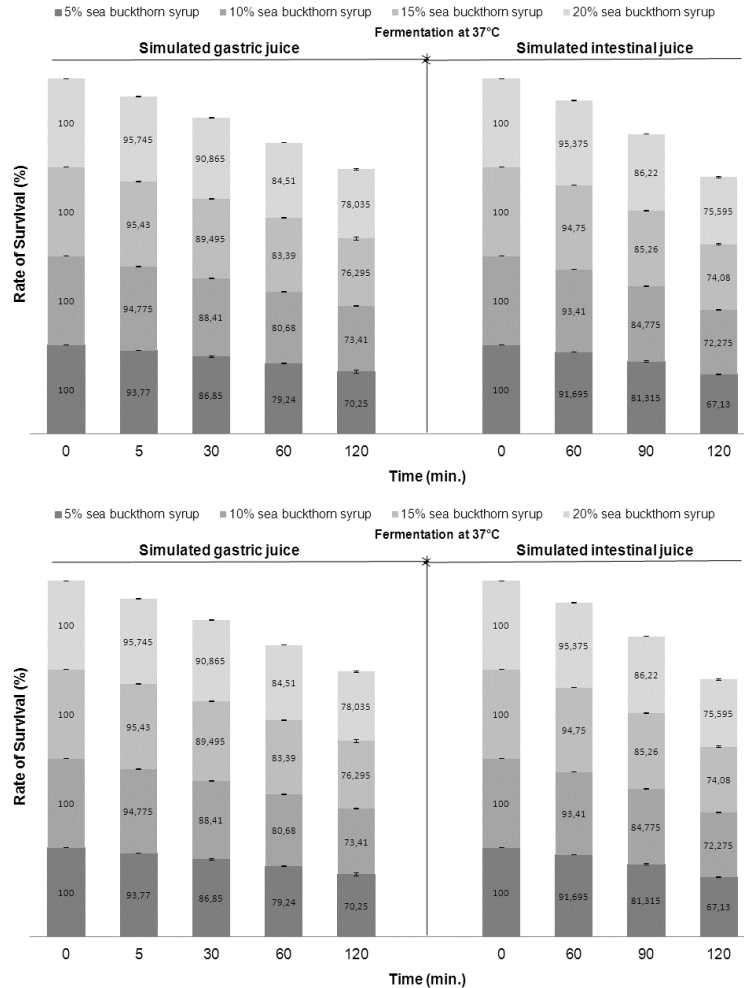 5% sea buckthorn syrup 10% sea buckthorn syrup 15% sea buckthorn syrup 20% sea buckthorn syrup
Fermentation at 37°C
Simulated gastric juice Simulated intestinal juice
Rate of Survival (%)
100 95,745 90,865 84,51 78,035 100 95,375 86,22 75,595
100 95,43 89,495 83,39 76,295 100 94,75 85,26 74,08
100 94,775 88,41 80,68 73,41 100 93,41 84,775 72,275
100 93,77 86,85 79,24 70,25 100 91,695 81,315 67,13
0 5 30 60 120 0 60 90 120
Time (min.)
5% sea buckthorn syrup 10% sea buckthorn syrup 15% sea buckthorn syrup 20% sea buckthorn syrup
Fermentation at 37°C
Simulated gastric juice Simulated intestinal juice
Rate of Survival (%)
100 95,745 90,865 84,51 78,035 100 95,375 86,22 75,595
100 95,43 89,495 83,39 76,295 100 94,75 85,26 74,08
100 94,775 88,41 80,68 73,41 100 93,41 84,775 72,275
100 93,77 86,85 79,24 70,25 100 91,695 81,315 67,13
0 5 30 60 120 0 60 90 120
Time (min.)